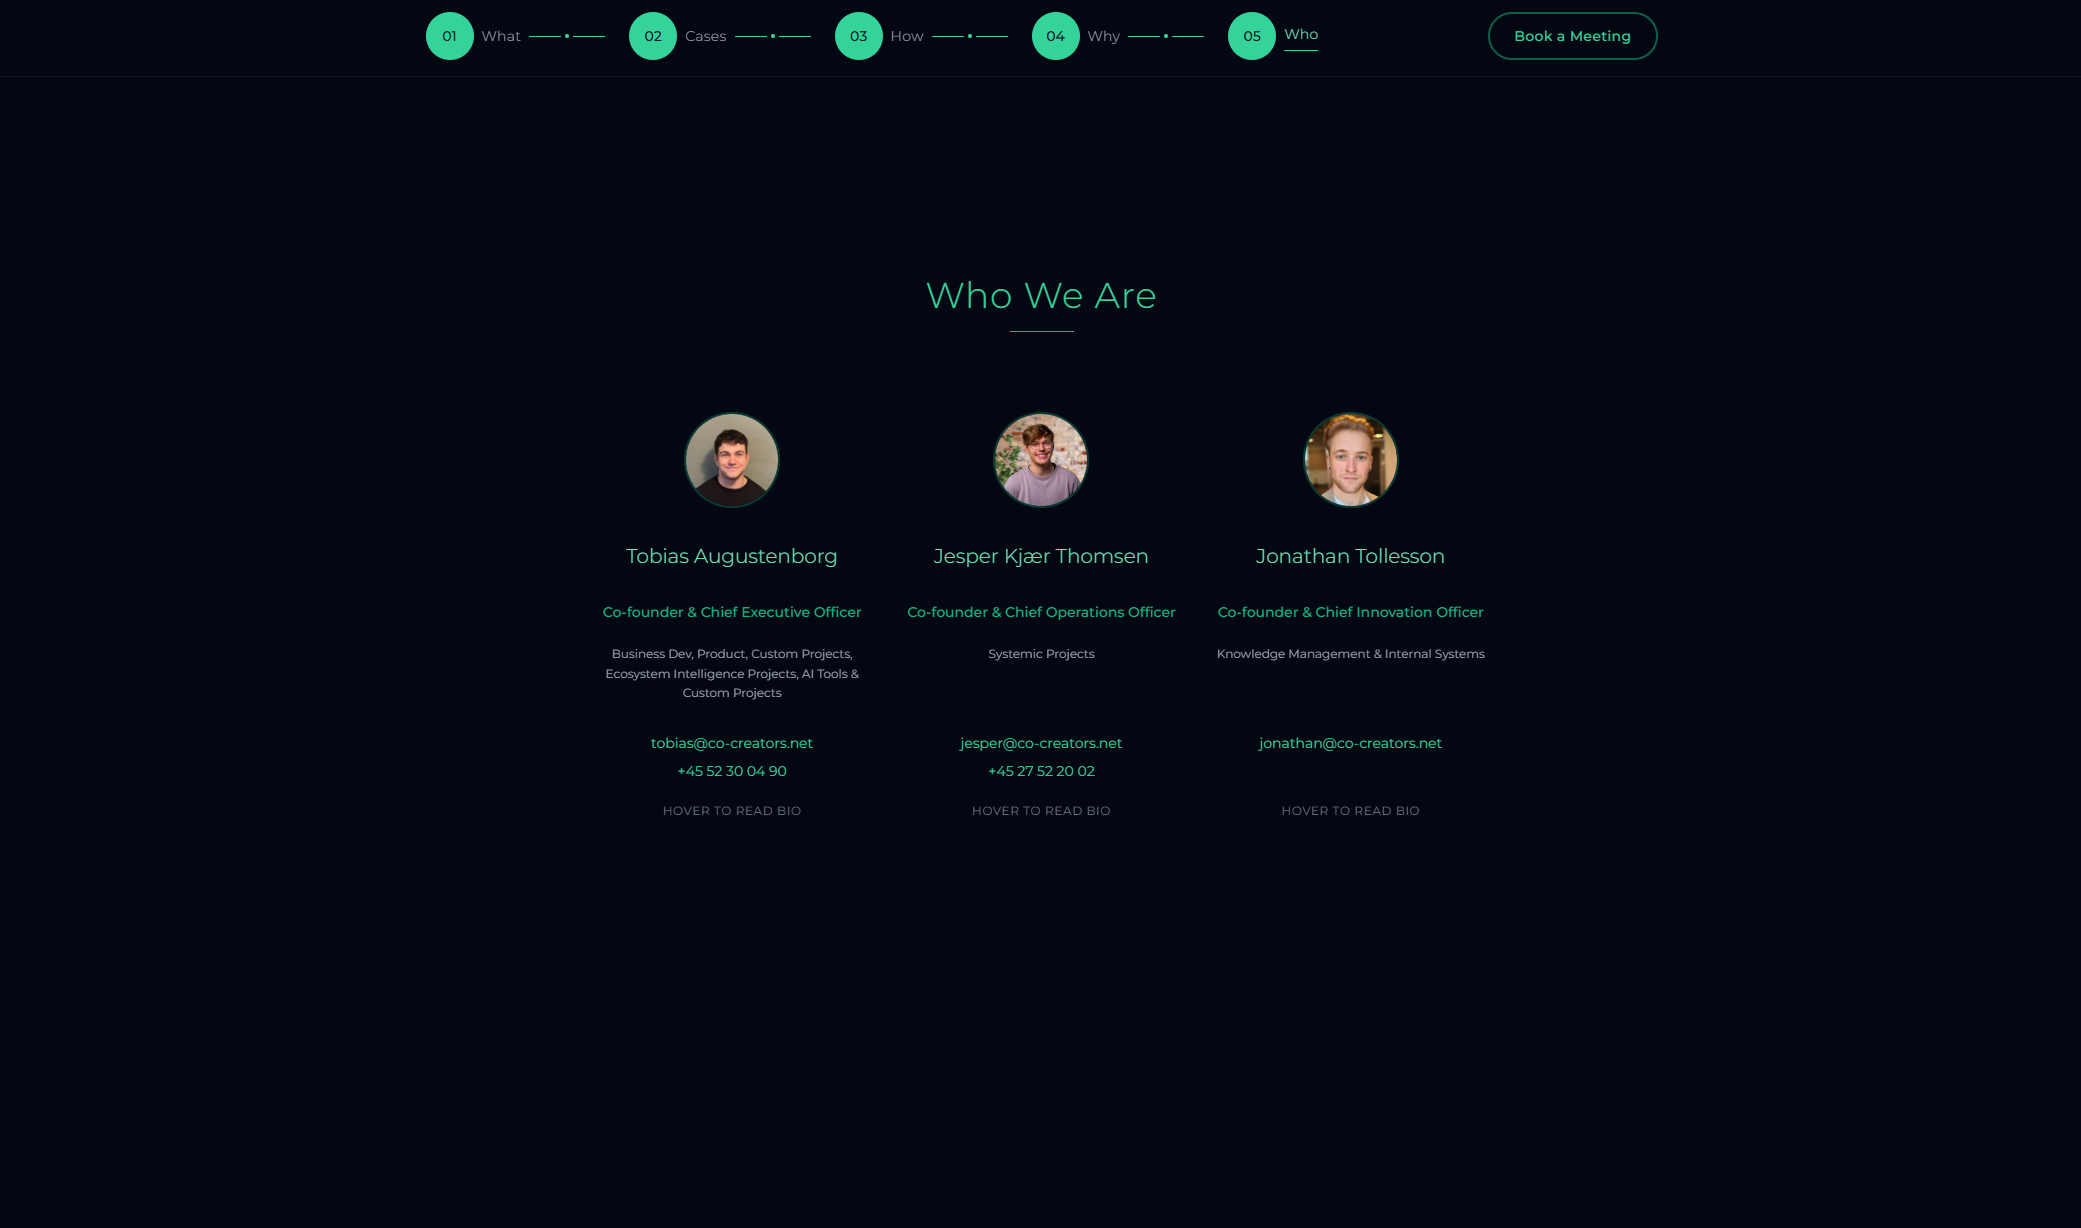 01 What 02 Cases 03 How 04 Why 05 Who Book a Meeting
Who We Are
Tobias Augustenborg
Co-founder & Chief Executive Officer
Business Dev, Product, Custom Projects,
Ecosystem Intelligence Projects, AI Tools &
Custom Projects
tobias@co-creators.net
+45 52 30 04 90
HOVER TO READ BIO
Jesper Kjær Thomsen
Co-founder & Chief Operations Officer
Systemic Projects
jesper@co-creators.net
+45 27 52 20 02
HOVER TO READ BIO
Jonathan Tollesson
Co-founder & Chief Innovation Officer
Knowledge Management & Internal Systems
jonathan@co-creators.net
HOVER TO READ BIO